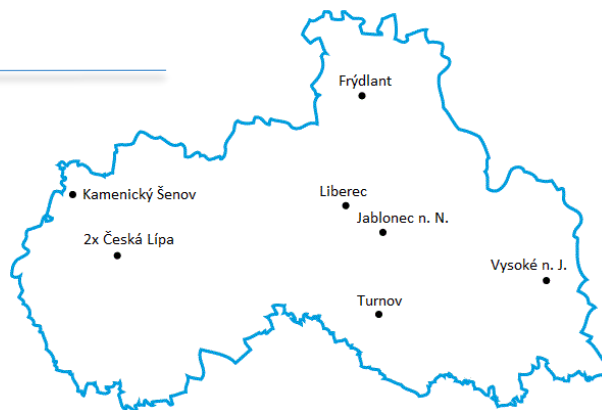 Frýdlant
Kamenický Šenov
Liberec
Jablonec n. N.
2x Česká Lípa
Vysoké n. J.
Turnov